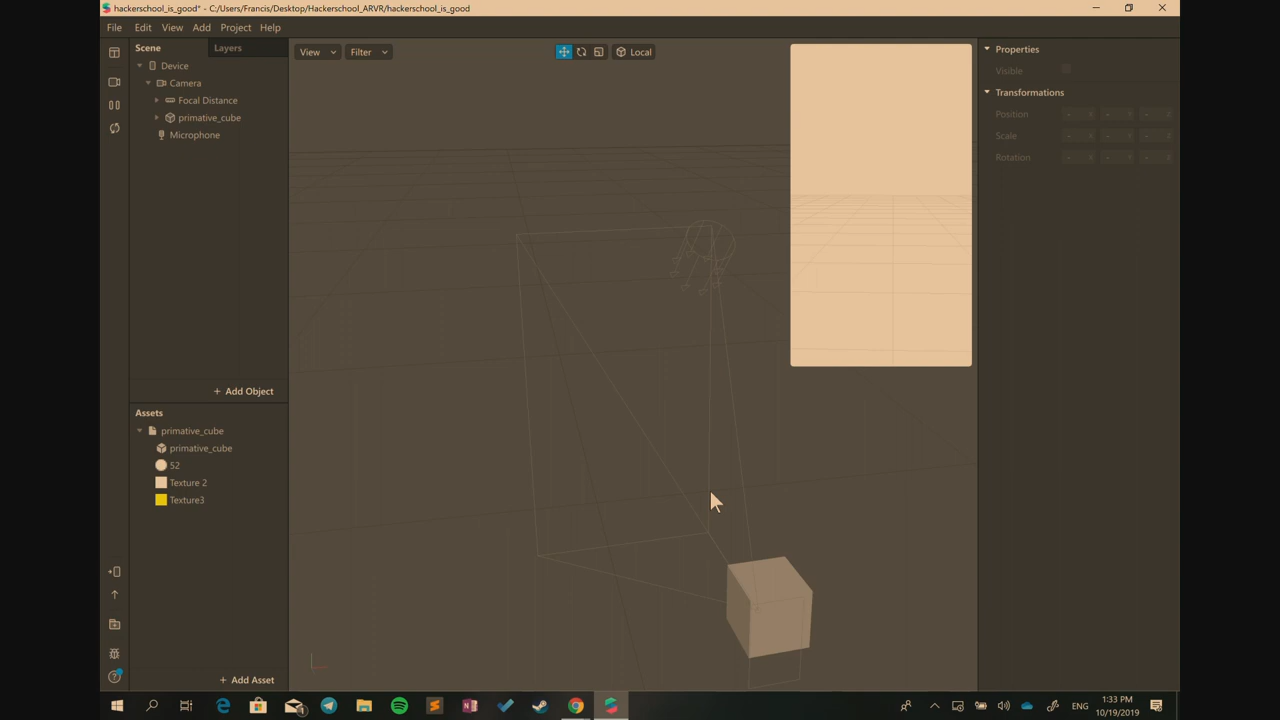 hackerschool_is_good* - C:/Users/Francis/Desktop/Hackerschool_ARVR/hackerschool_is_good
File Edit View Add Project Help
Scene Layers
View Filter Local
Properties
Device
Visible
Camera
Transformations
Focal Distance
Position - X - Y - Z
primative_cube
Scale - X - Y - Z
Microphone
Rotation - X - Y - Z
+ Add Object
Assets
primative_cube
primative_cube
52
Texture 2
Texture3
+ Add Asset
ENG
1:33 PM
10/19/2019